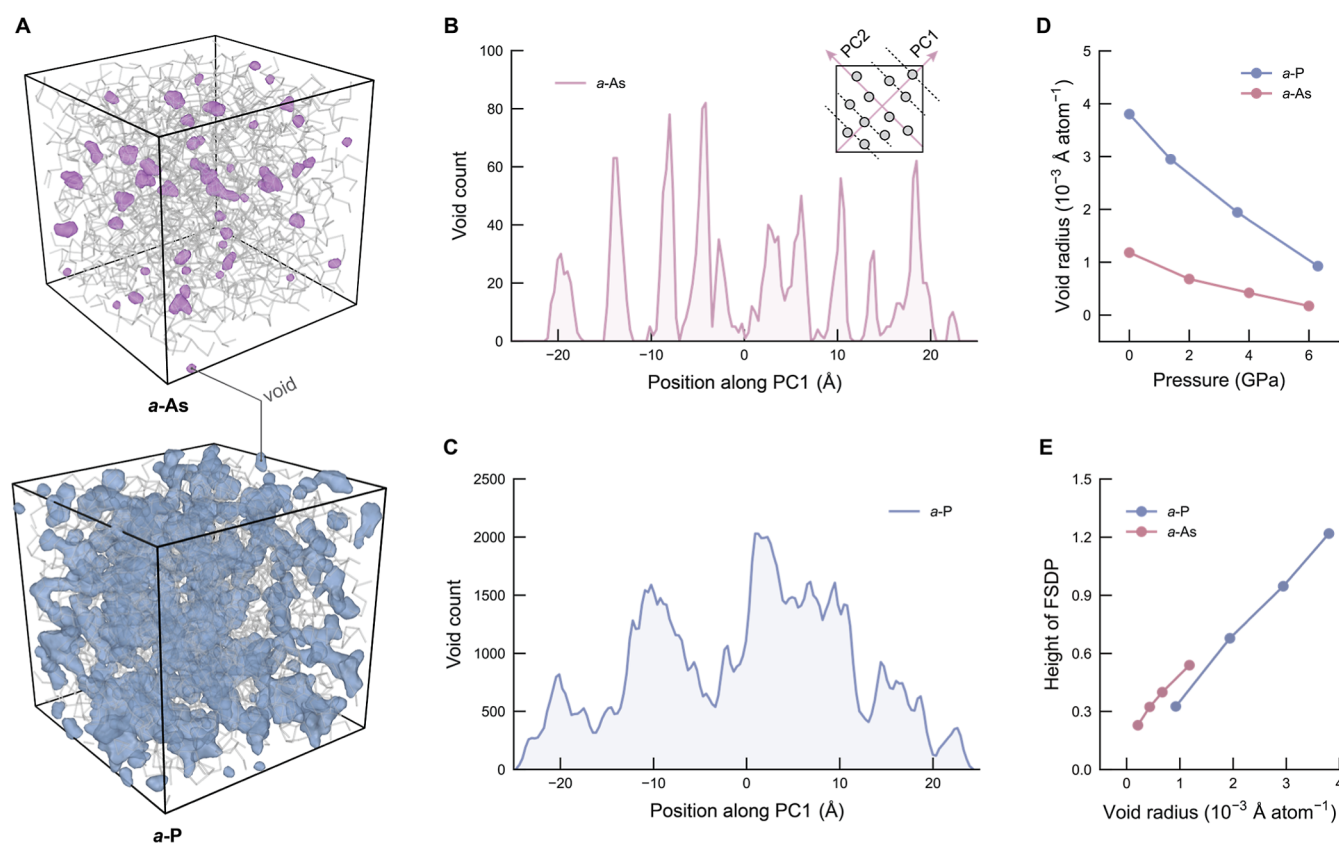 A
a-As
void
a-P
B
100
80
60
40
20
0
Void count
a-As
PC2
PC1
−20
−10
0
10
20
Position along PC1 (Å)
C
2500
2000
1500
1000
500
0
Void count
a-P
−20
−10
0
10
20
Position along PC1 (Å)
D
5
4
3
2
1
0
Void radius (10⁻³ Å atom⁻¹)
a-P
a-As
0
2
4
6
Pressure (GPa)
E
1.5
1.2
0.9
0.6
0.3
0.0
Height of FSDP
a-P
a-As
0
1
2
3
Void radius (10⁻³ Å atom⁻¹)